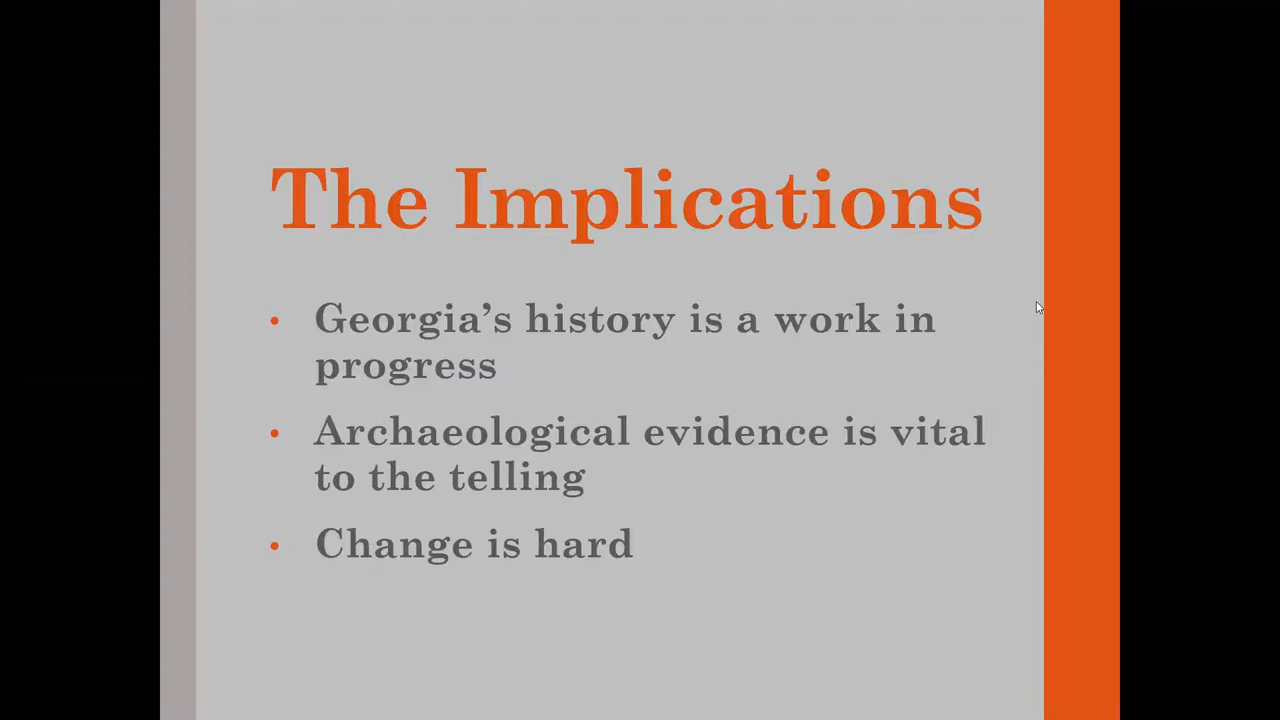 The Implications
• Georgia’s history is a work in
progress
• Archaeological evidence is vital
to the telling
• Change is hard